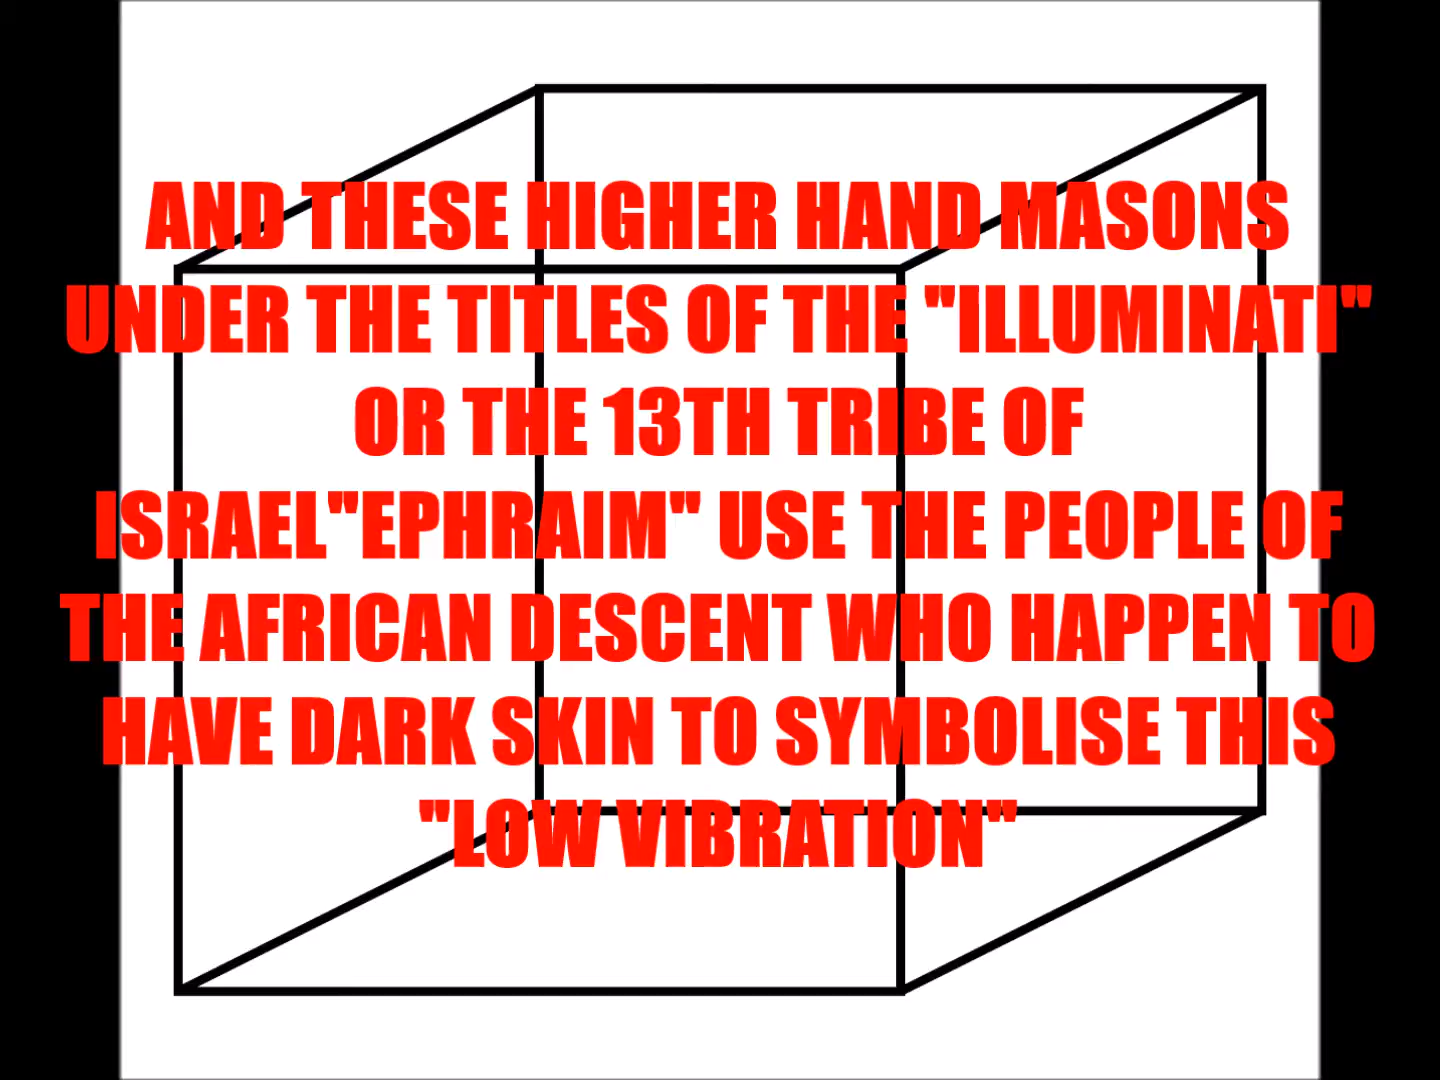 AND THESE HIGHER HAND MASONS
UNDER THE TITLES OF THE "ILLUMINATI"
OR THE 13TH TRIBE OF
ISRAEL"EPHRAIM" USE THE PEOPLE OF
THE AFRICAN DESCENT WHO HAPPEN TO
HAVE DARK SKIN TO SYMBOLISE THIS
"LOW VIBRATION"